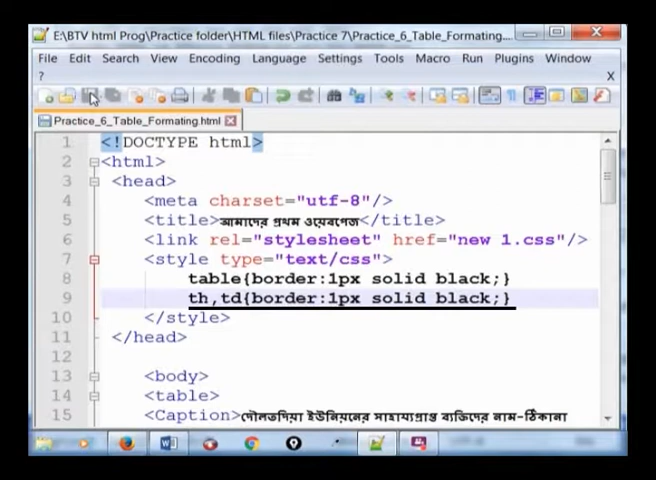 E:\BTV html Prog\Practice folder\HTML files\Practice 7\Practice_6_Table_Formating....
File Edit Search View Encoding Language Settings Tools Macro Run Plugins Window
? X
Practice_6_Table_Formating.html
1 <!DOCTYPE html>
2 <html>
3 <head>
4 <meta charset="utf-8"/>
5 <title>আমাদের প্রথম ওয়েবপেজ</title>
6 <link rel="stylesheet" href="new 1.css"/>
7 <style type="text/css">
8 table{border:1px solid black;}
9 th,td{border:1px solid black;}
10 </style>
11 </head>
12
13 <body>
14 <table>
15 <Caption>দৌলতদিয়া ইউনিয়নের সাহায্যপ্রাপ্ত ব্যক্তিদের নাম-ঠিকানা